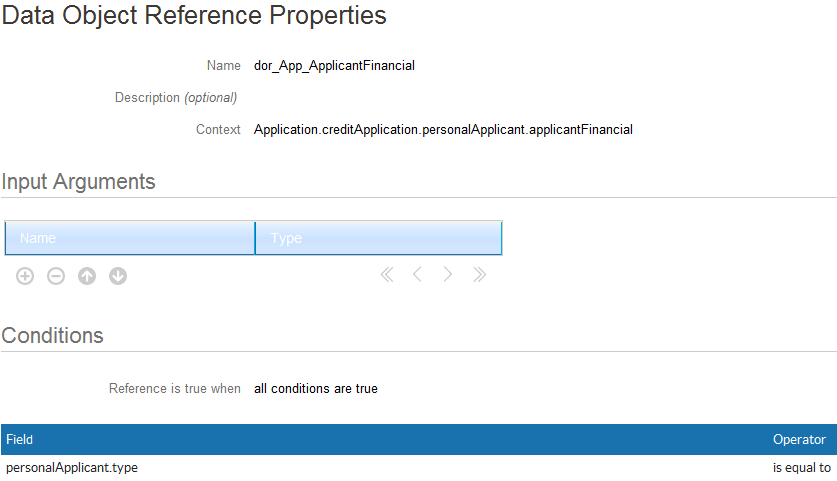 Data Object Reference Properties
Name dor_App_ApplicantFinancial
Description (optional)
Context Application.creditApplication.personalApplicant.applicantFinancial
Input Arguments
Name Type
Conditions
Reference is true when all conditions are true
Field Operator
personalApplicant.type is equal to